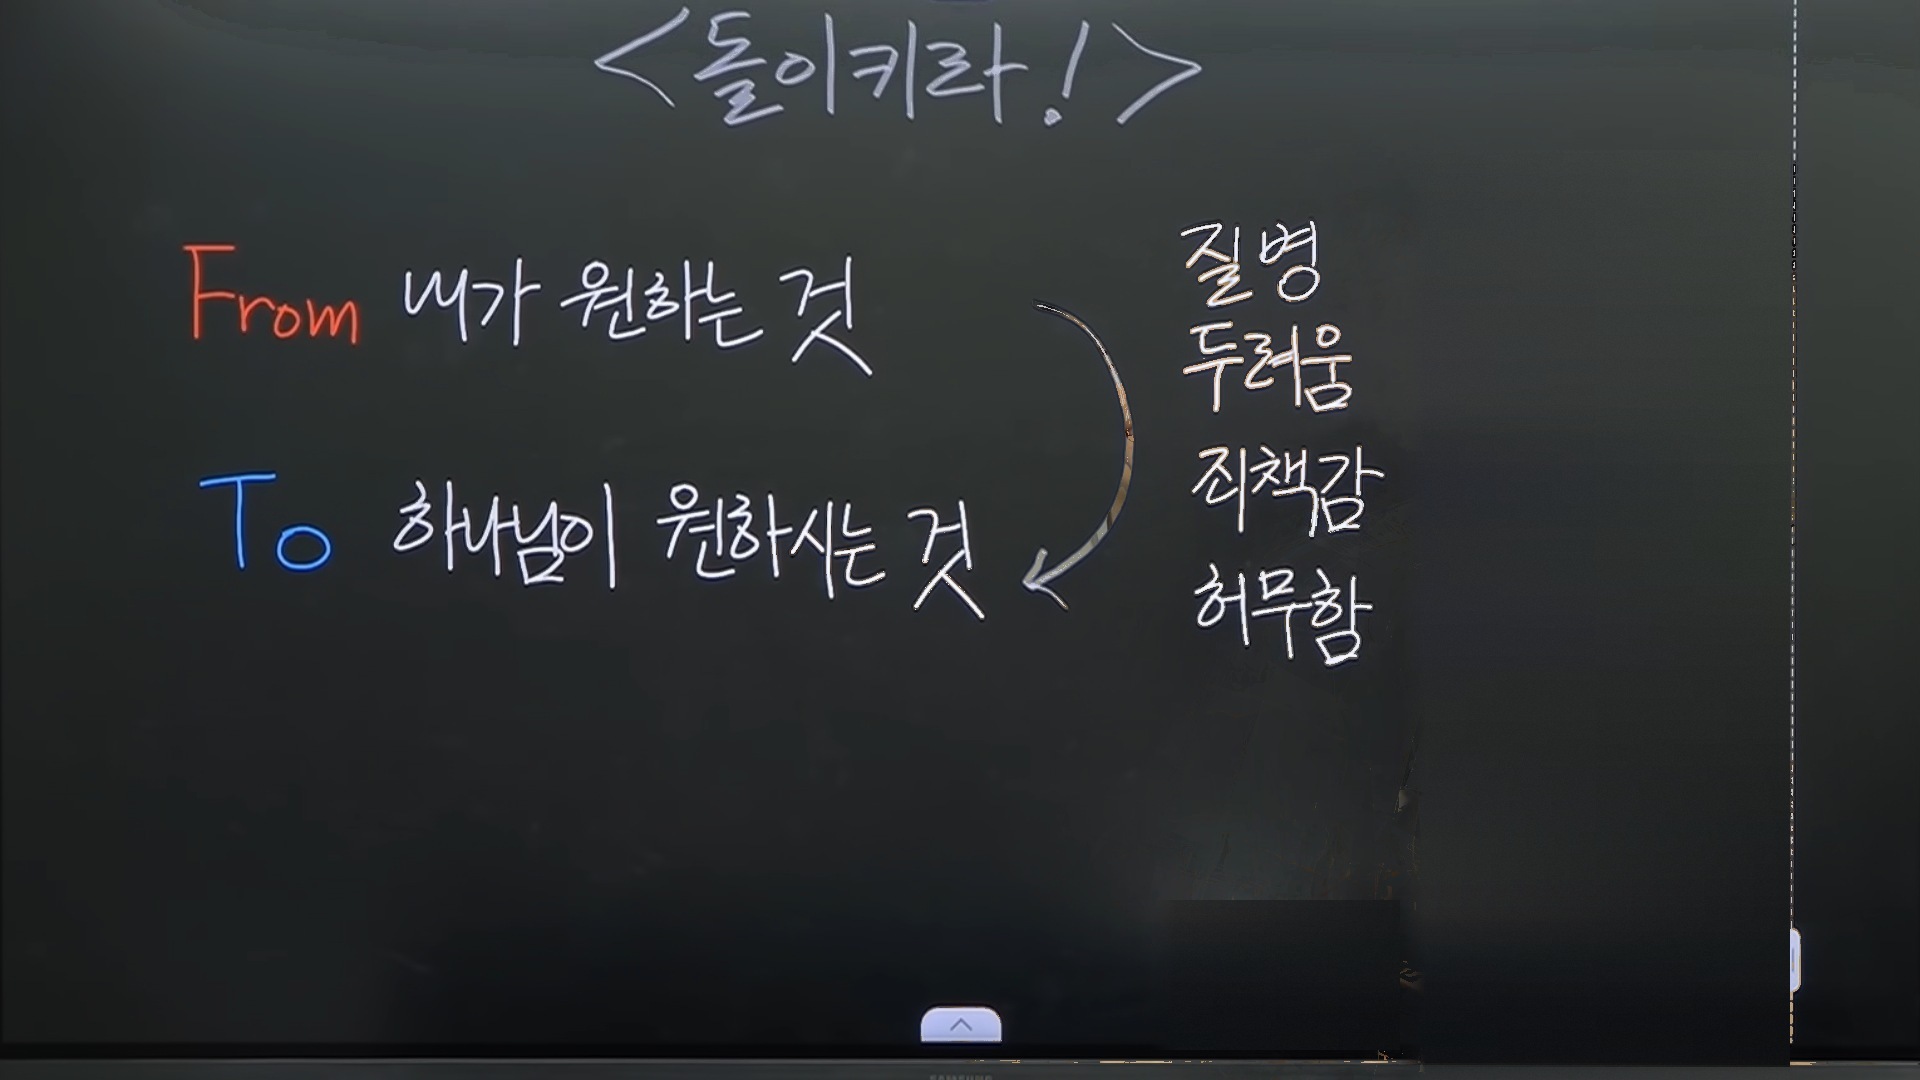 <돌이키라!>
From 내가 원하는 것
To 하나님이 원하시는 것
질병
두려움
죄책감
허무함